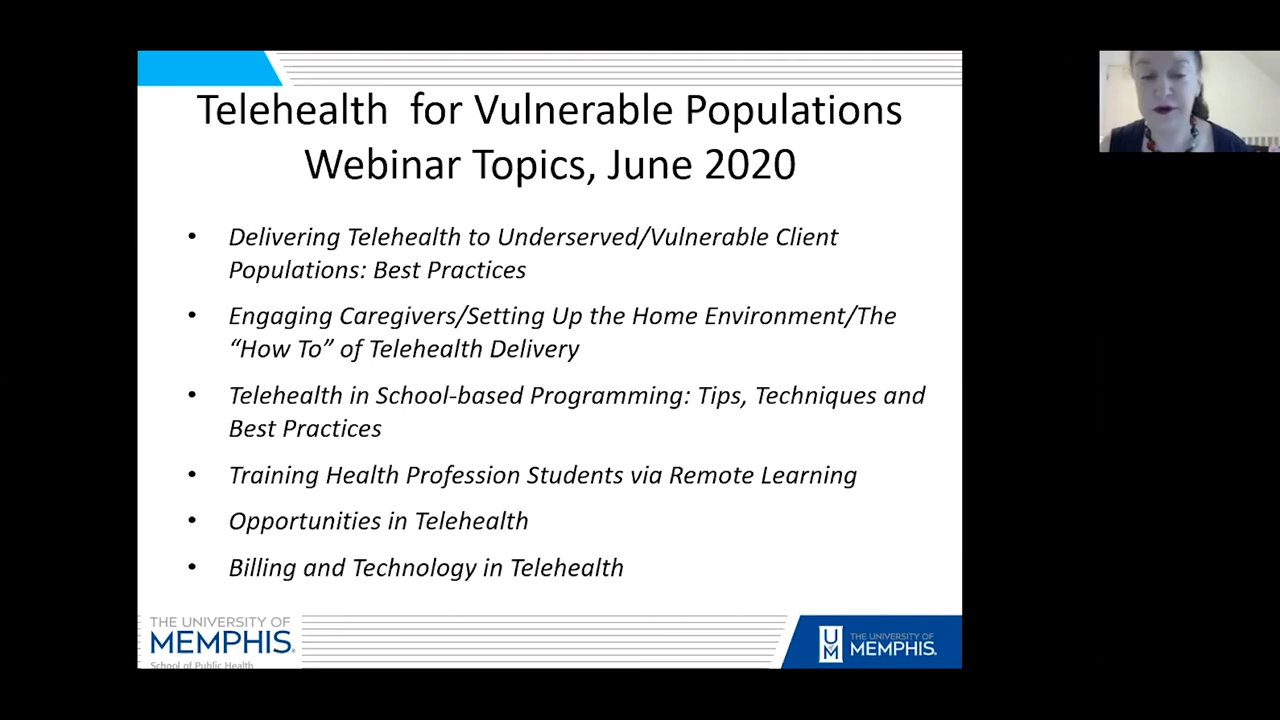 Telehealth for Vulnerable Populations
Webinar Topics, June 2020
• Delivering Telehealth to Underserved/Vulnerable Client
Populations: Best Practices
• Engaging Caregivers/Setting Up the Home Environment/The
“How To” of Telehealth Delivery
• Telehealth in School-based Programming: Tips, Techniques and
Best Practices
• Training Health Profession Students via Remote Learning
• Opportunities in Telehealth
• Billing and Technology in Telehealth
THE UNIVERSITY OF
MEMPHIS.
School of Public Health
UM
THE UNIVERSITY OF
MEMPHIS.